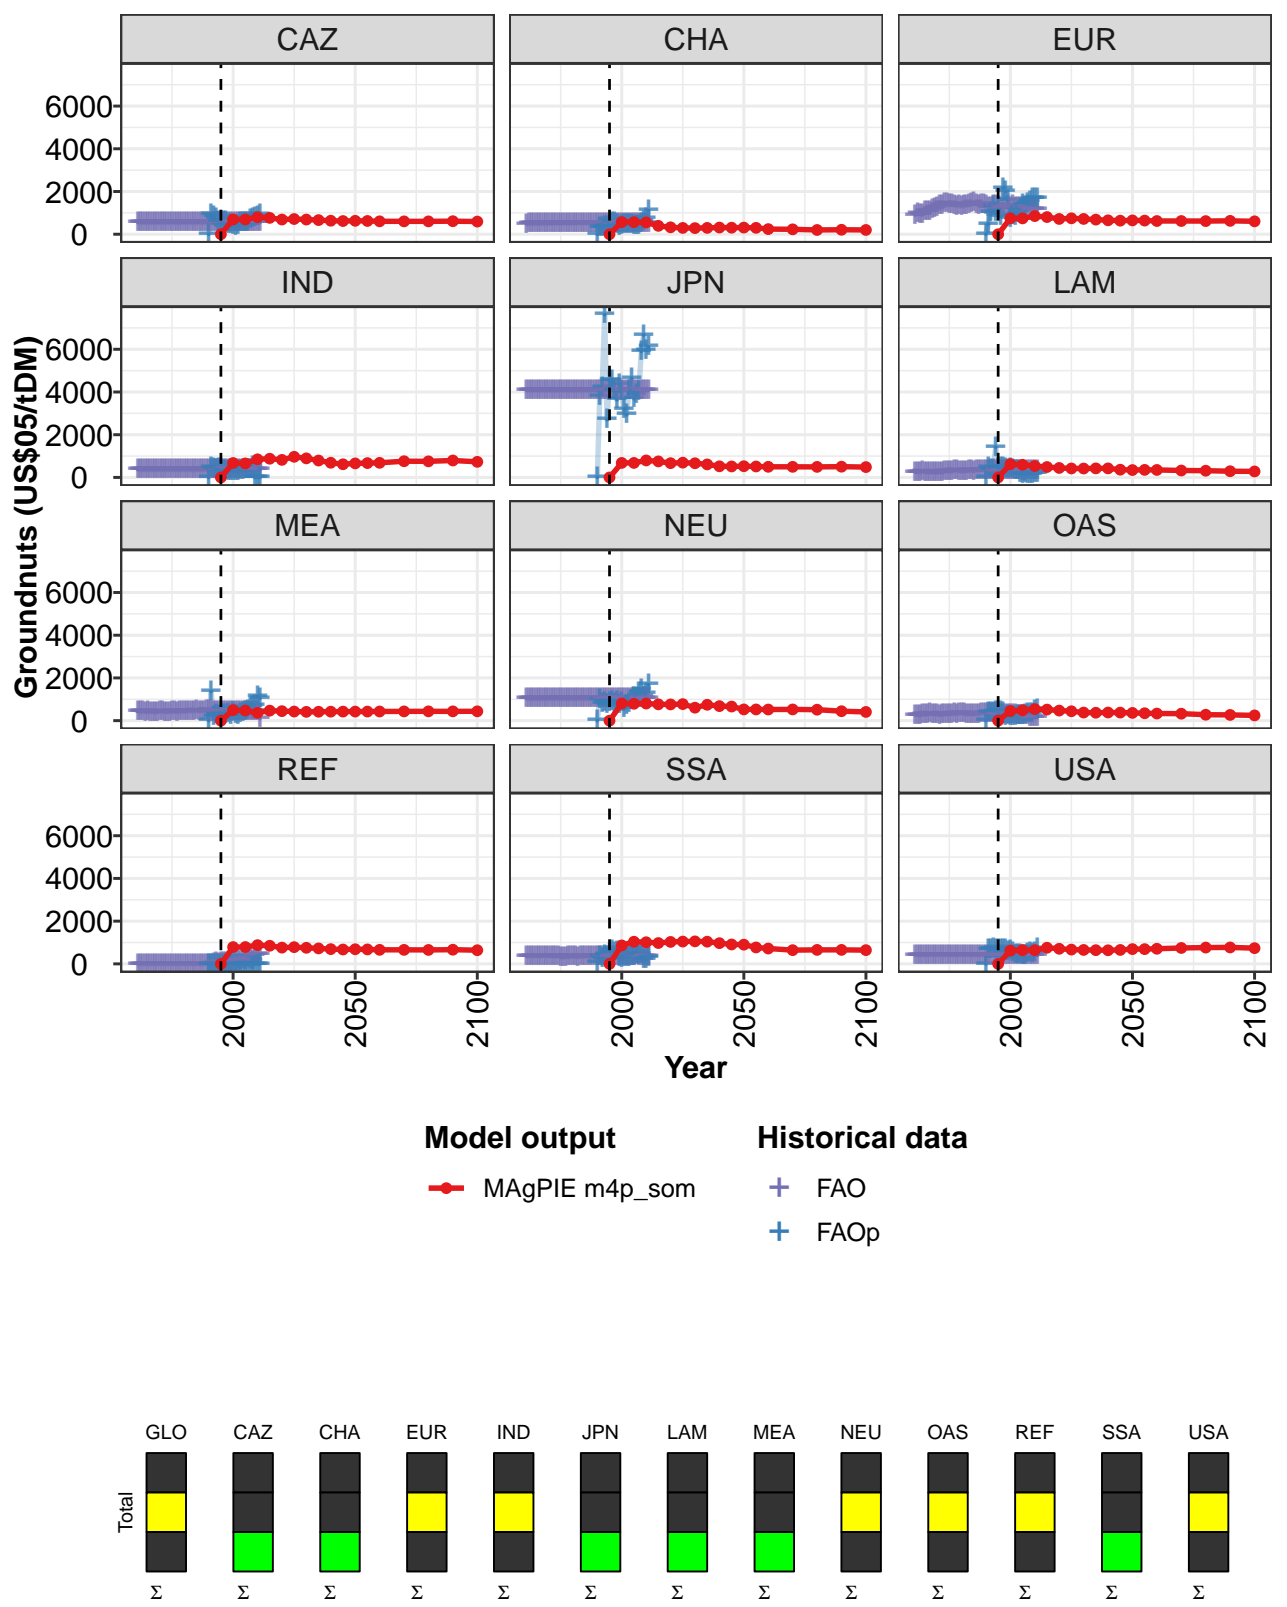 CAZ CHA EUR
6000
4000
2000
0
IND JPN LAM
6000
4000
2000
0
Groundnuts (US$05/tDM)
MEA NEU OAS
6000
4000
2000
0
REF SSA USA
6000
4000
2000
0
2000 2050 2100 2000 2050 2100 2000 2050 2100
Year
Model output Historical data
MAgPIE m4p_som FAO
FAOp
GLO CAZ CHA EUR IND JPN LAM MEA NEU OAS REF SSA USA
Total
Σ Σ Σ Σ Σ Σ Σ Σ Σ Σ Σ Σ Σ